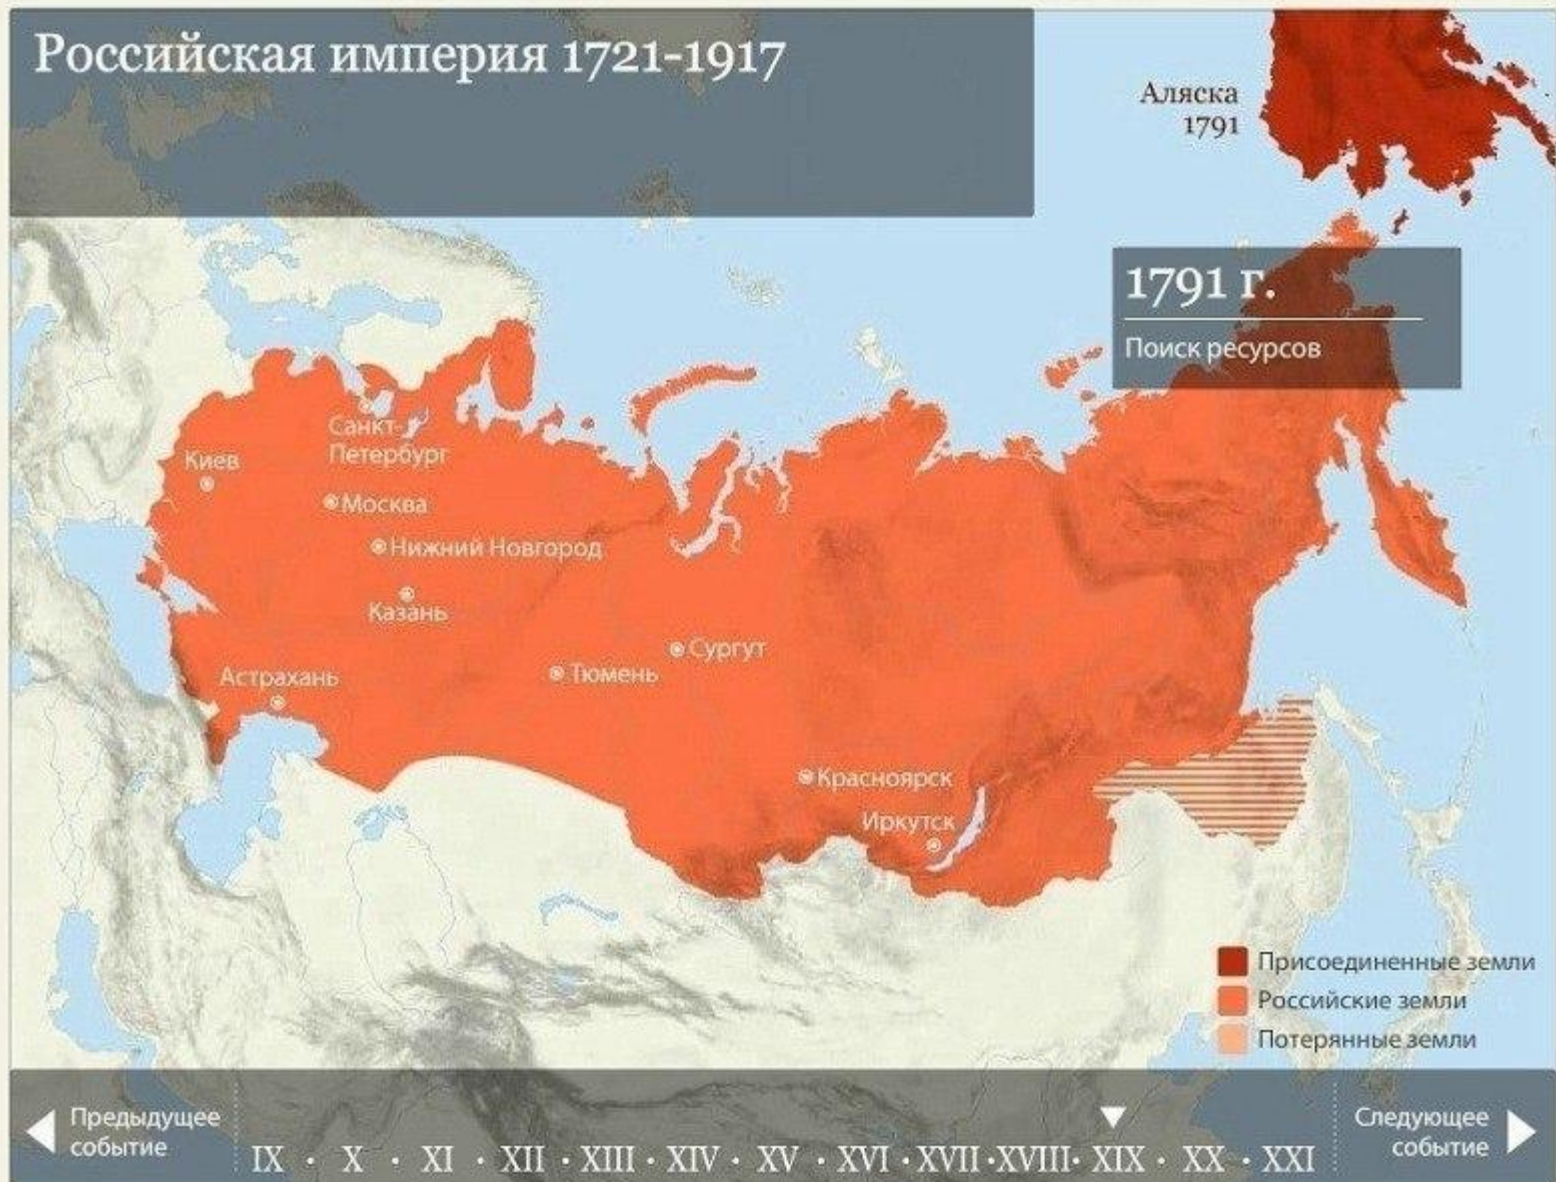 Российская империя 1721-1917
Аляска
1791
1791 г.
Поиск ресурсов
Санкт-
Петербург
Киев
Москва
Нижний Новгород
Казань
Сургут
Тюмень
Астрахань
Красноярск
Иркутск
Присоединенные земли
Российские земли
Потерянные земли
Предыдущее
событие
IX · X · XI · XII · XIII · XIV · XV · XVI · XVII · XVIII · XIX · XX · XXI
Следующее
событие